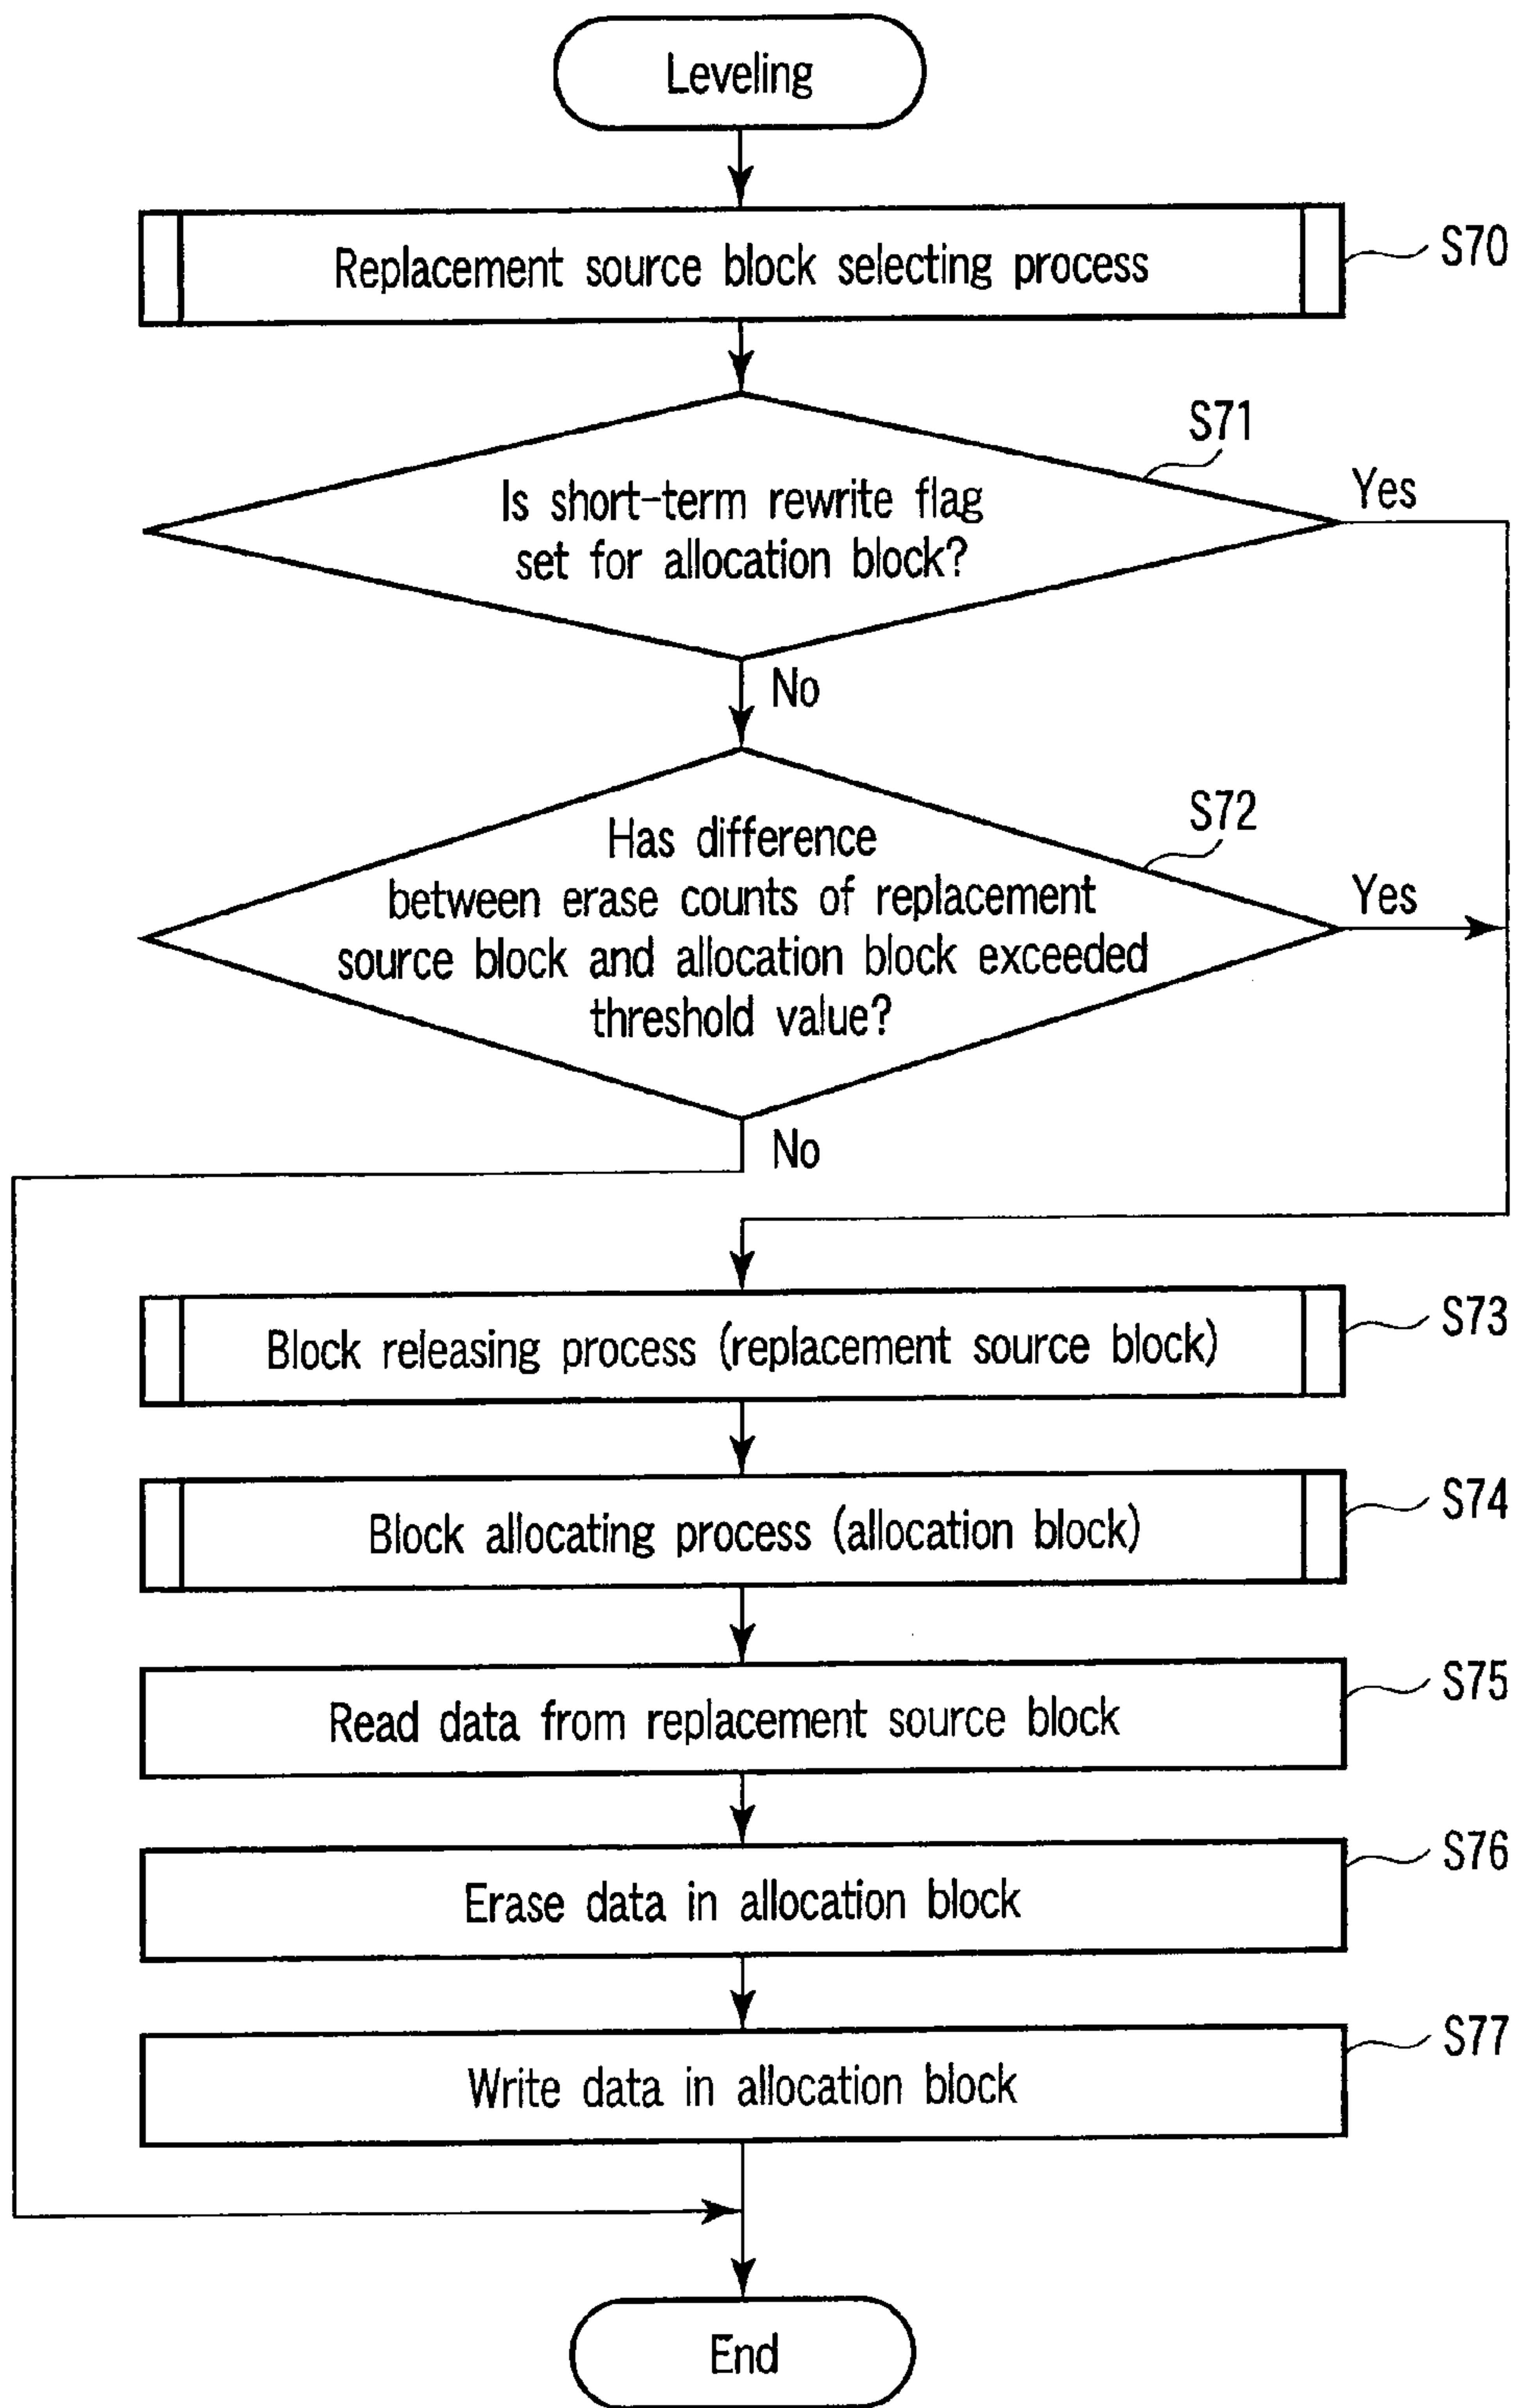 Leveling
Replacement source block selecting process
S70
S71
Is short-term rewrite flag
set for allocation block?
Yes
No
S72
Has difference
between erase counts of replacement
source block and allocation block exceeded
threshold value?
Yes
No
Block releasing process (replacement source block)
S73
Block allocating process (allocation block)
S74
Read data from replacement source block
S75
Erase data in allocation block
S76
Write data in allocation block
S77
End